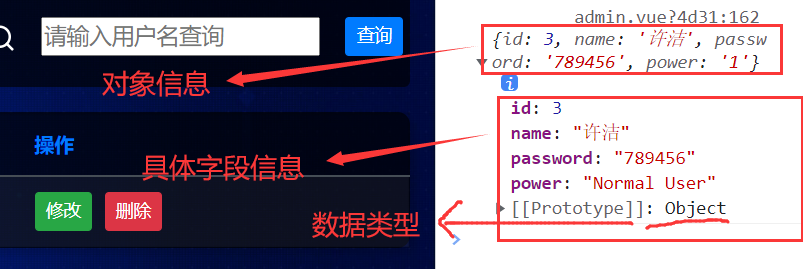 请输入用户名查询
查询
对象信息
操作
具体字段信息
修改
删除
数据类型
admin.vue?4d31:162
{id: 3, name: '许洁', passw
ord: '789456', power: '1'}
i
id: 3
name: "许洁"
password: "789456"
power: "Normal User"
[[Prototype]]: Object